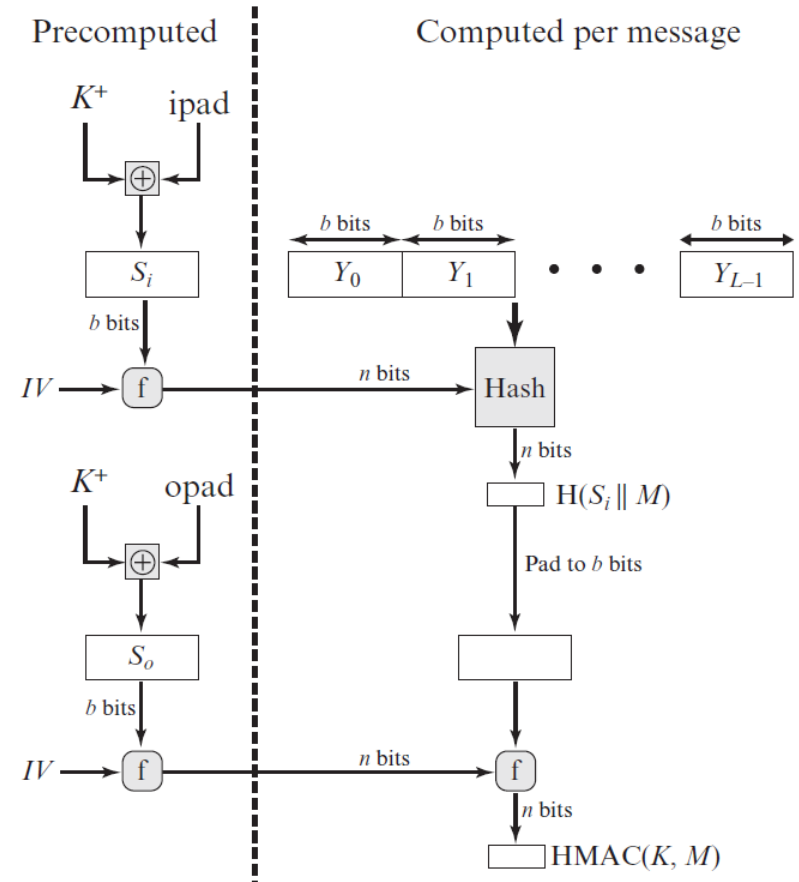 Precomputed
Computed per message
K⁺
ipad
⊕
b bits
b bits
b bits
Sᵢ
Y₀
Y₁
• • •
Y_{L–1}
b bits
IV
f
n bits
Hash
n bits
K⁺
opad
H(Sᵢ || M)
⊕
Pad to b bits
Sₒ
b bits
IV
f
n bits
f
n bits
HMAC(K, M)